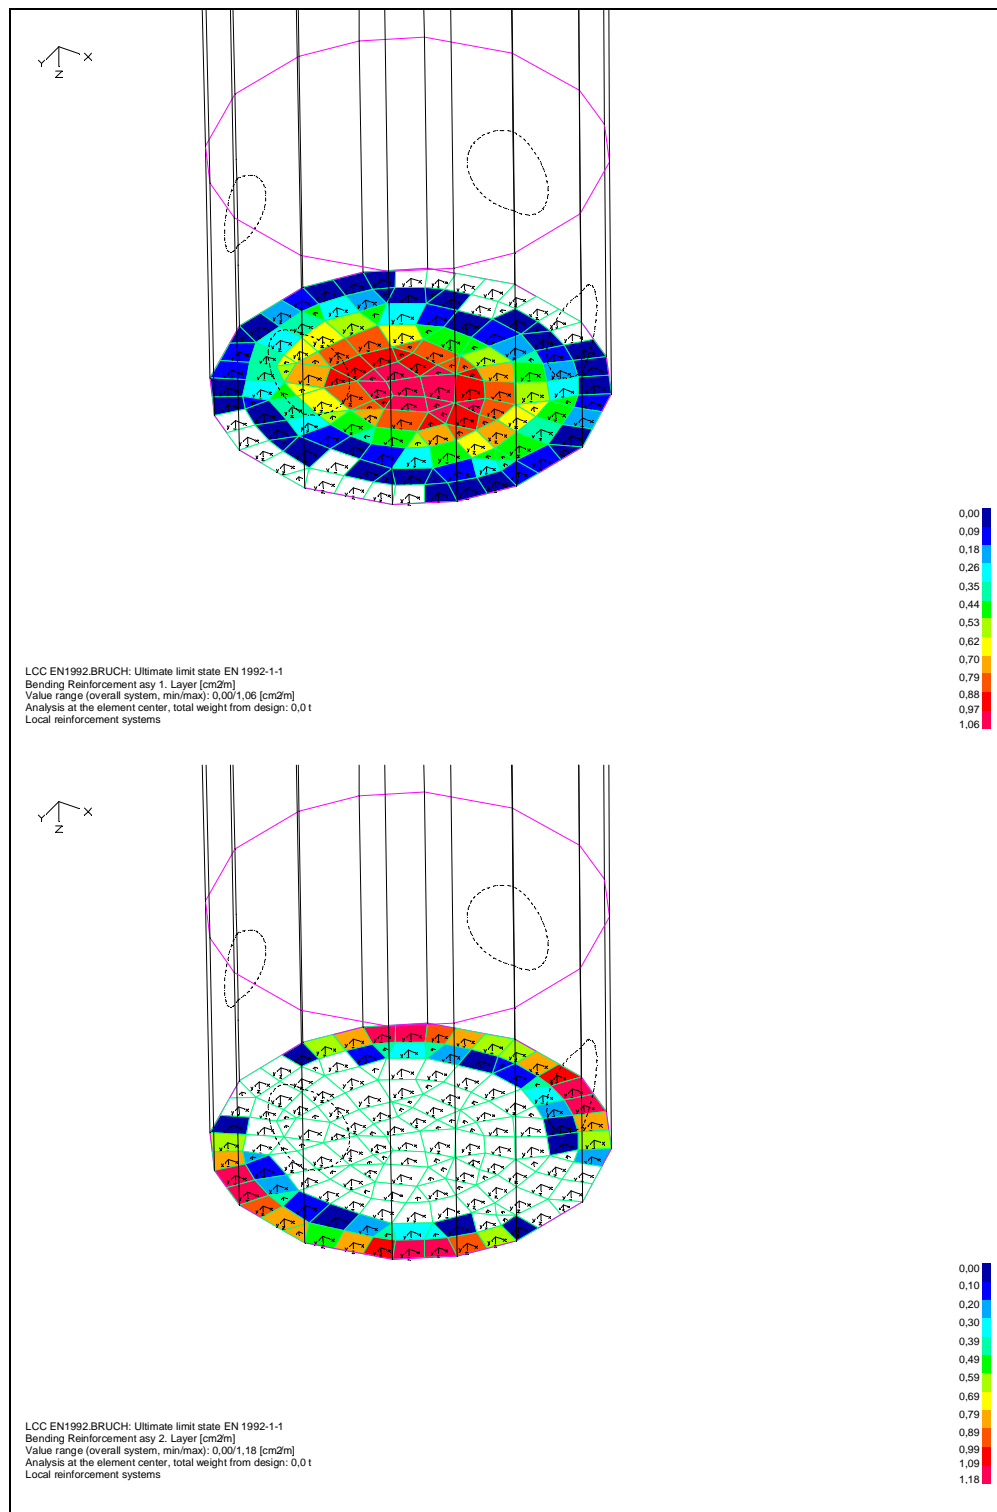 Y X
Z
0,00
0,09
0,18
0,26
0,35
0,44
0,53
0,62
0,70
0,79
0,88
0,97
1,06
LCC EN1992.BRUCH: Ultimate limit state EN 1992-1-1
Bending Reinforcement asy 1. Layer [cm2/m]
Value range (overall system, min/max): 0,00/1,06 [cm2/m]
Analysis at the element center, total weight from design: 0,0 t
Local reinforcement systems
Y X
Z
0,00
0,10
0,20
0,30
0,39
0,49
0,59
0,69
0,79
0,89
0,99
1,09
1,18
LCC EN1992.BRUCH: Ultimate limit state EN 1992-1-1
Bending Reinforcement asy 2. Layer [cm2/m]
Value range (overall system, min/max): 0,00/1,18 [cm2/m]
Analysis at the element center, total weight from design: 0,0 t
Local reinforcement systems